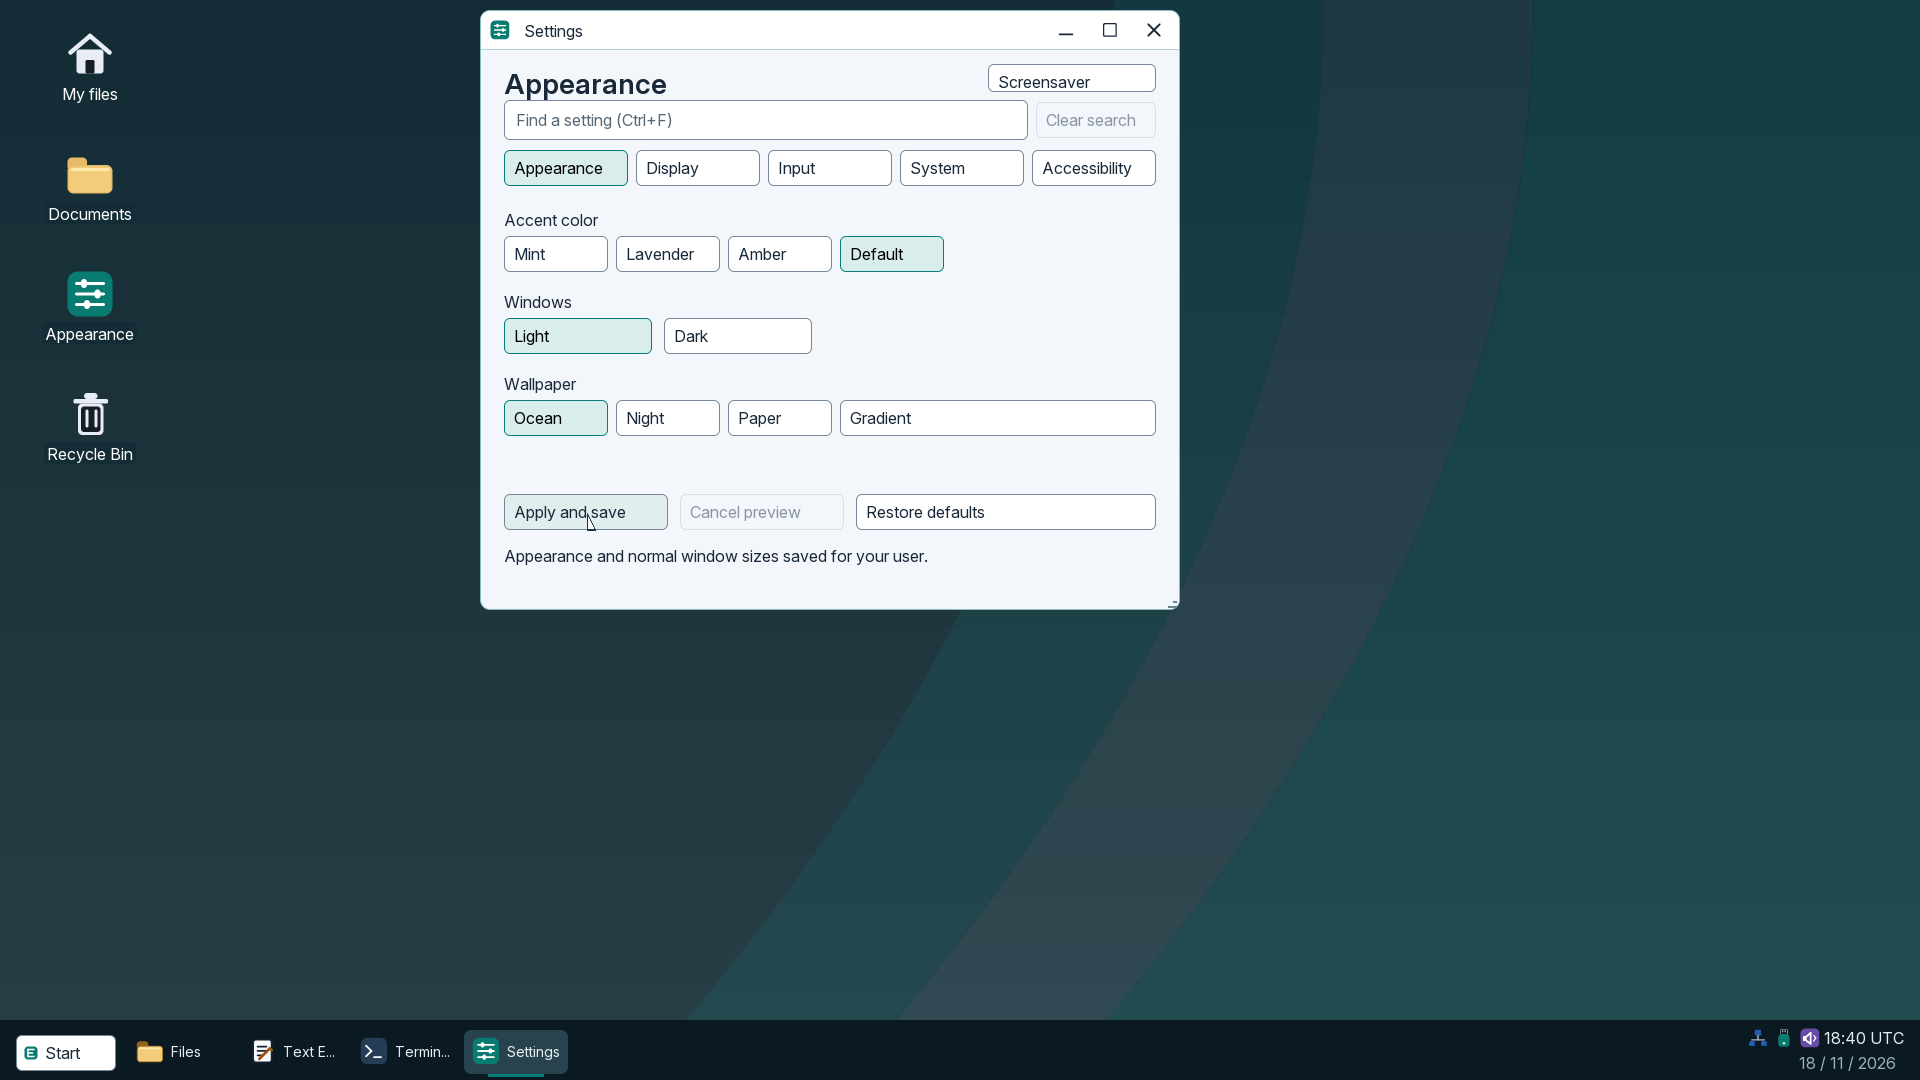 My files
Documents
Appearance
Recycle Bin
Settings
Appearance
Screensaver
Find a setting (Ctrl+F)
Clear search
Appearance
Display
Input
System
Accessibility
Accent color
Mint
Lavender
Amber
Default
Windows
Light
Dark
Wallpaper
Ocean
Night
Paper
Gradient
Apply and save
Cancel preview
Restore defaults
Appearance and normal window sizes saved for your user.
Start
Files
Text E...
Termin...
Settings
18:40 UTC
18 / 11 / 2026